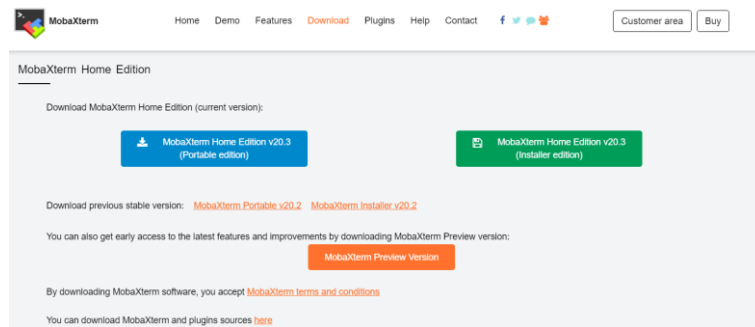 MobaXterm Home Demo Features Download Plugins Help Contact Customer area Buy
MobaXterm Home Edition
Download MobaXterm Home Edition (current version):
MobaXterm Home Edition v20.3
(Portable edition)
MobaXterm Home Edition v20.3
(Installer edition)
Download previous stable version: MobaXterm Portable v20.2 MobaXterm Installer v20.2
You can also get early access to the latest features and improvements by downloading MobaXterm Preview version:
MobaXterm Preview Version
By downloading MobaXterm software, you accept MobaXterm terms and conditions
You can download MobaXterm and plugins sources here